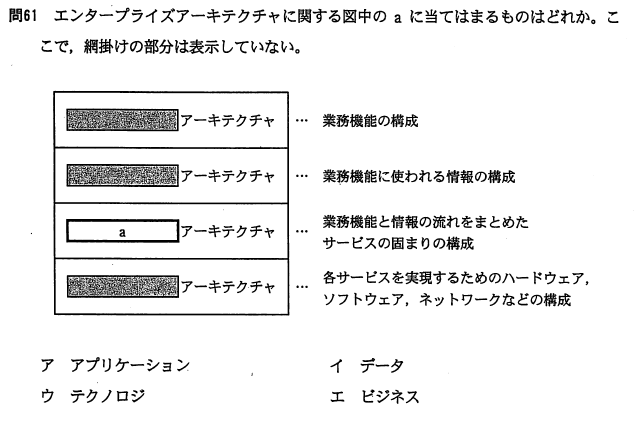 問61 エンタープライズアーキテクチャに関する図中の a に当てはまるものはどれか。こ
こで，網掛けの部分は表示していない。
アーキテクチャ … 業務機能の構成
アーキテクチャ … 業務機能に使われる情報の構成
a アーキテクチャ … 業務機能と情報の流れをまとめた
サービスの固まりの構成
アーキテクチャ … 各サービスを実現するためのハードウェア，
ソフトウェア，ネットワークなどの構成
ア アプリケーション イ データ
ウ テクノロジ エ ビジネス